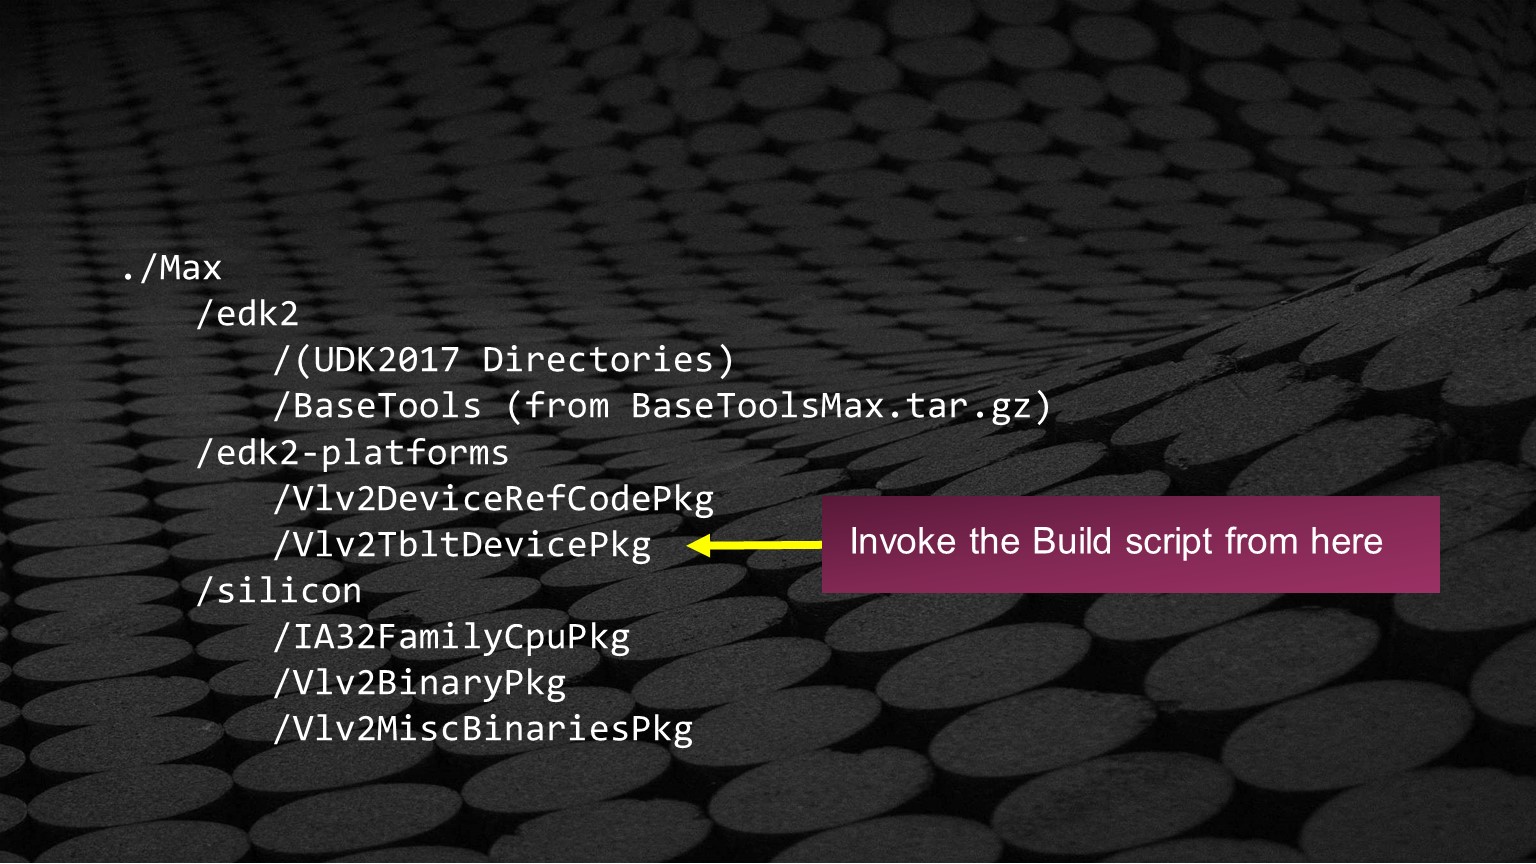 ./Max
/edk2
/(UDK2017 Directories)
/BaseTools (from BaseToolsMax.tar.gz)
/edk2-platforms
/Vlv2DeviceRefCodePkg
/Vlv2TbltDevicePkg
Invoke the Build script from here
/silicon
/IA32FamilyCpuPkg
/Vlv2BinaryPkg
/Vlv2MiscBinariesPkg